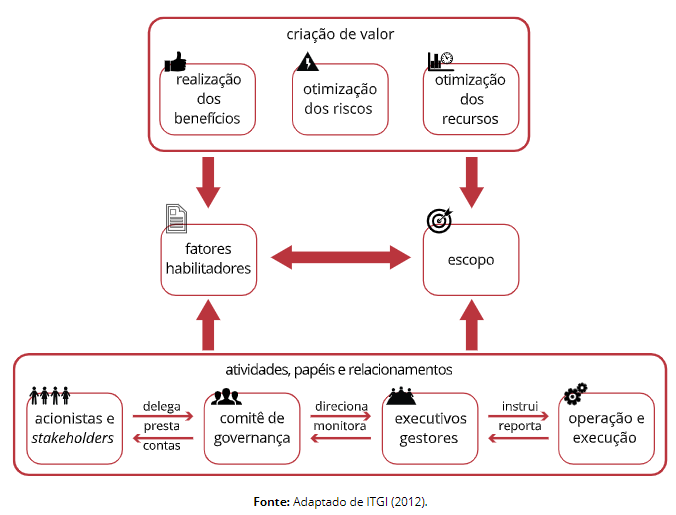 criação de valor
realização
dos
benefícios
otimização
dos riscos
otimização
dos
recursos
fatores
habilitadores
escopo
atividades, papéis e relacionamentos
acionistas e
stakeholders
delega
presta
contas
comitê de
governança
direciona
monitora
executivos
gestores
instrui
reporta
operação e
execução
Fonte: Adaptado de ITGI (2012).